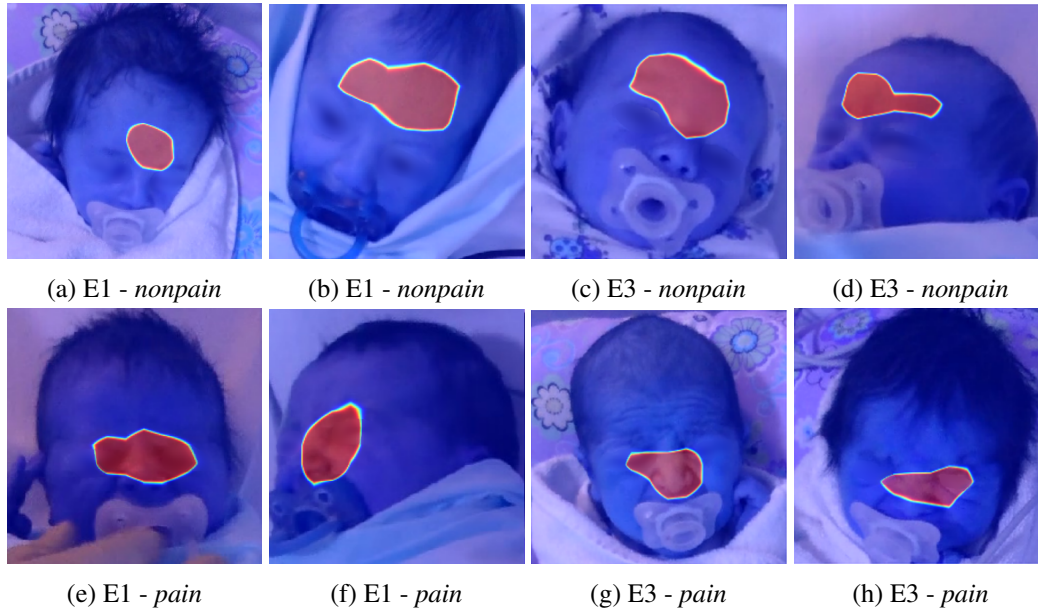 (a) E1 - nonpain
(b) E1 - nonpain
(c) E3 - nonpain
(d) E3 - nonpain
(e) E1 - pain
(f) E1 - pain
(g) E3 - pain
(h) E3 - pain